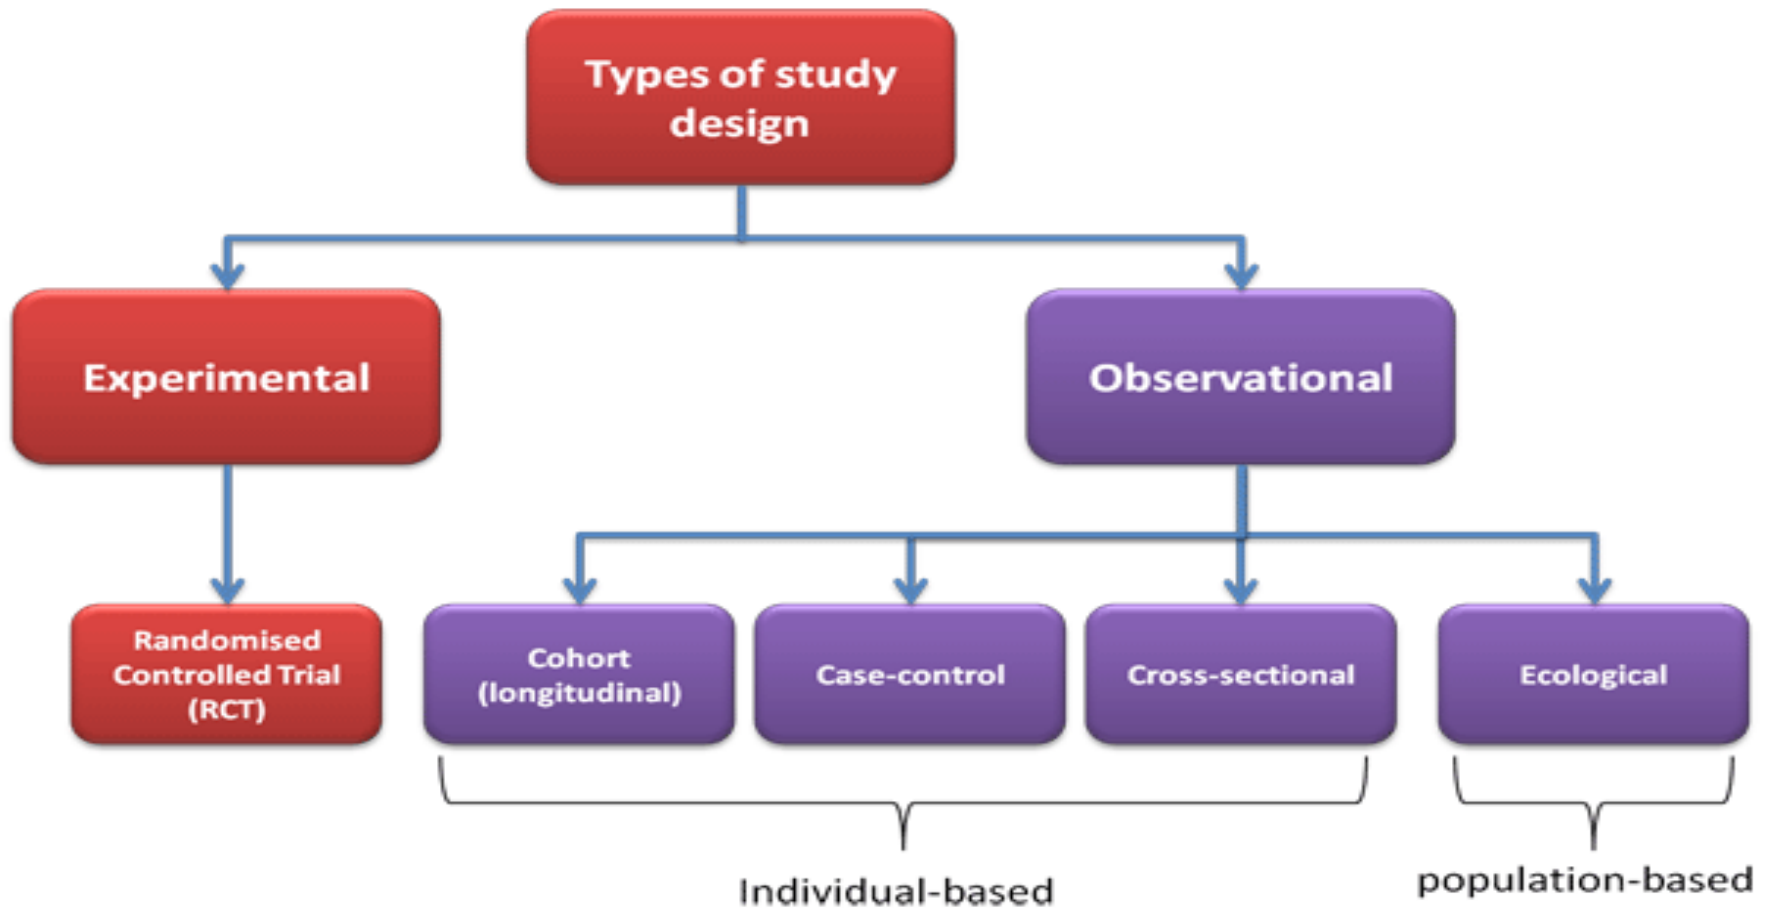 Types of study
design
Experimental
Observational
Randomised
Controlled Trial
(RCT)
Cohort
(longitudinal)
Case-control
Cross-sectional
Ecological
Individual-based
population-based